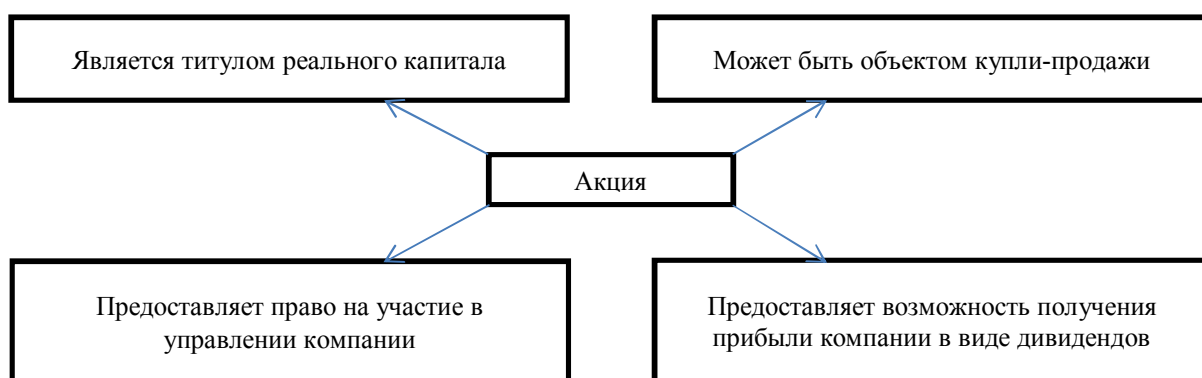 Является титулом реального капитала
Может быть объектом купли-продажи
Акция
Предоставляет право на участие в
управлении компании
Предоставляет возможность получения
прибыли компании в виде дивидендов